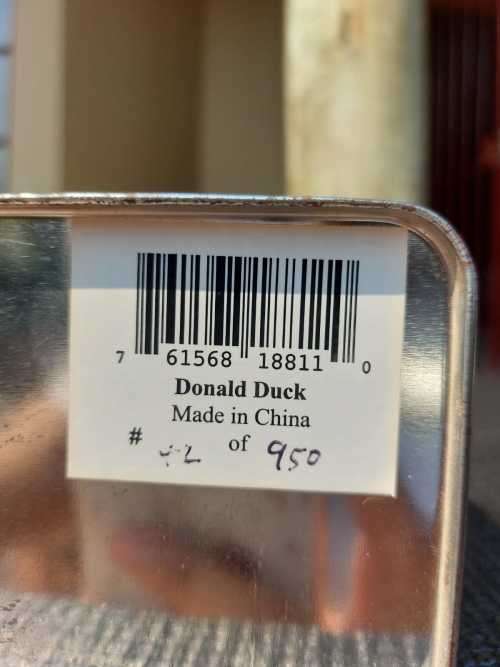 7 61568 18811 0
Donald Duck
Made in China
# of 950